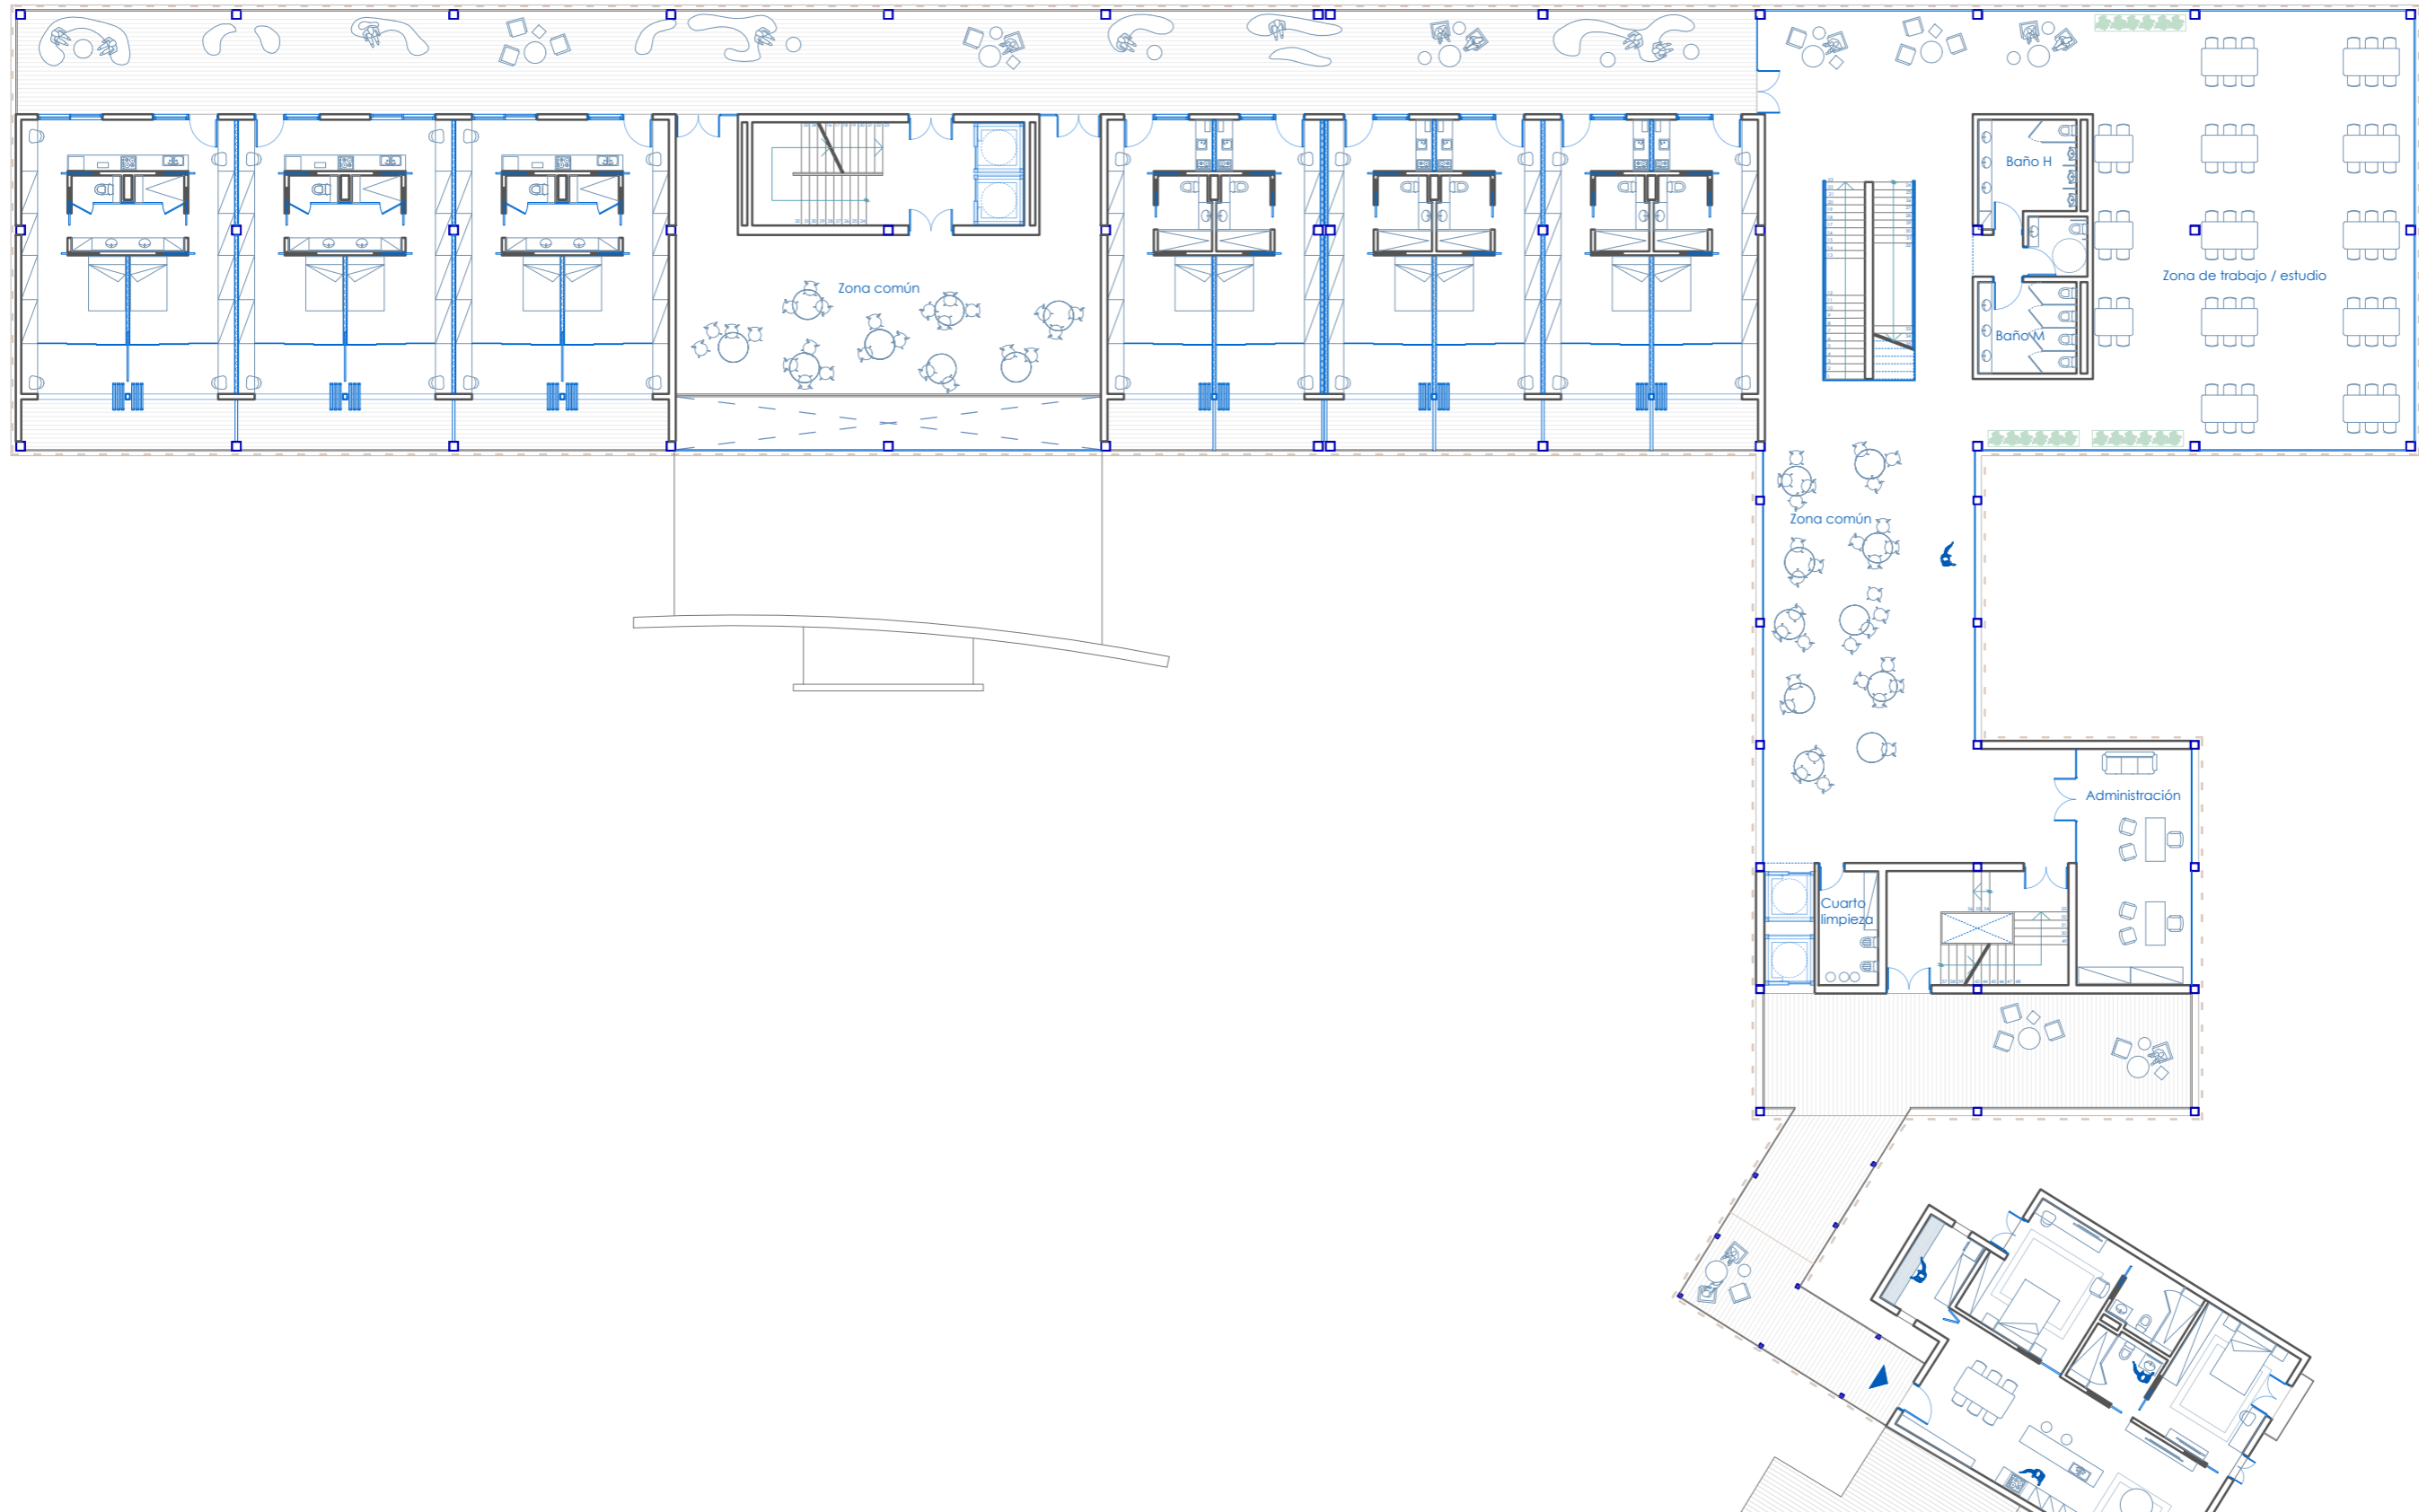 Baño H
Zona de trabajo / estudio
Zona común
Baño M
Zona común
Administración
Cuarto
limpieza